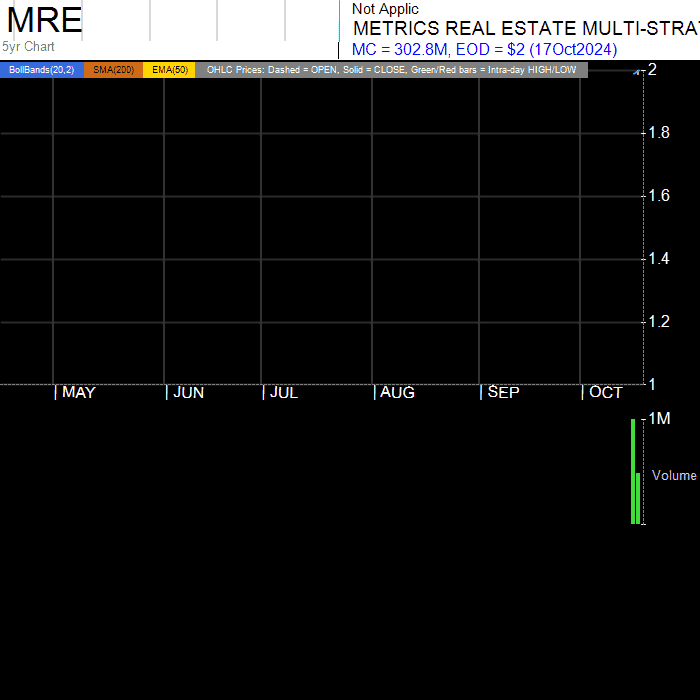 MRE
5yr Chart
Not Applic
METRICS REAL ESTATE MULTI-STRAT
MC = 302.8M, EOD = $2 (17Oct2024)
BollBands(20,2) SMA(200) EMA(50) OHLC Prices: Dashed = OPEN, Solid = CLOSE, Green/Red bars = Intra-day HIGH/LOW
2
1.8
1.6
1.4
1.2
1
| MAY | JUN | JUL | AUG | SEP | OCT
1M
Volume